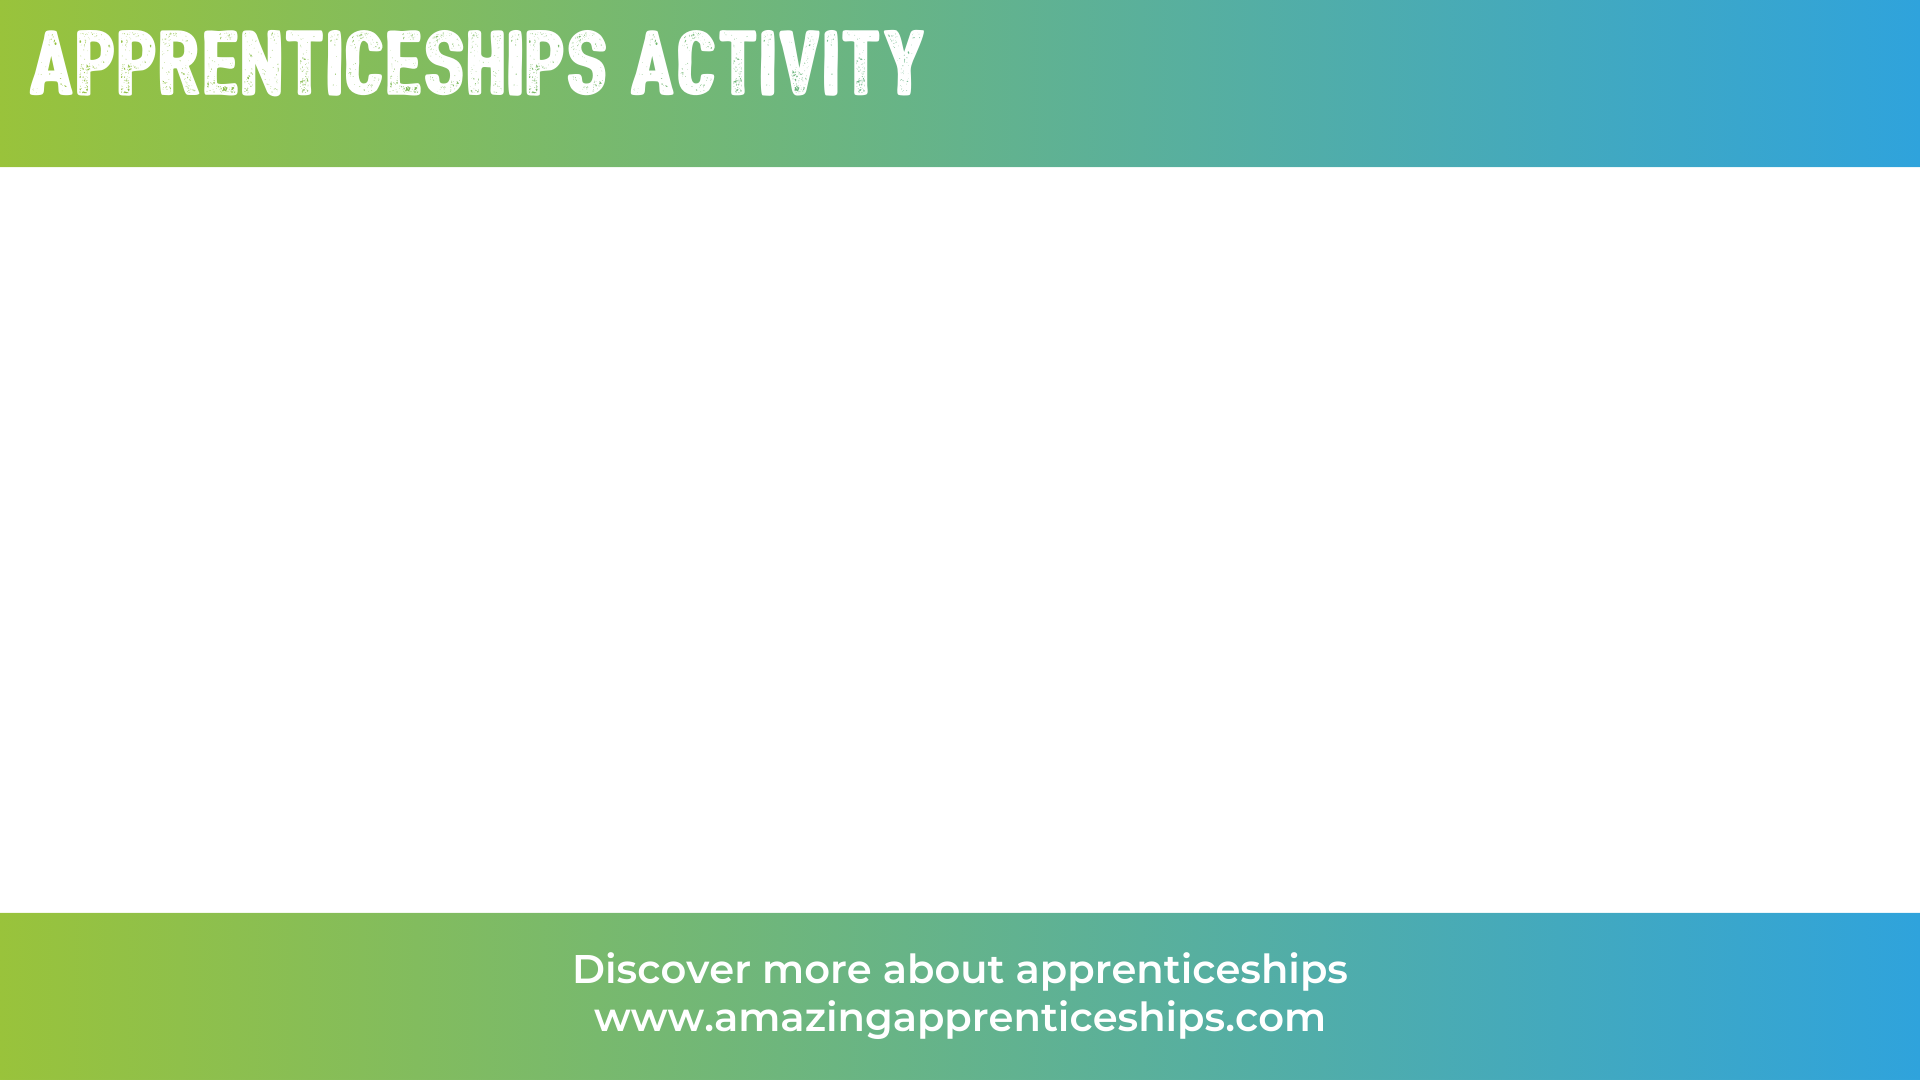 APPRENTICESHIPS ACTIVITY
Discover more about apprenticeships
www.amazingapprenticeships.com